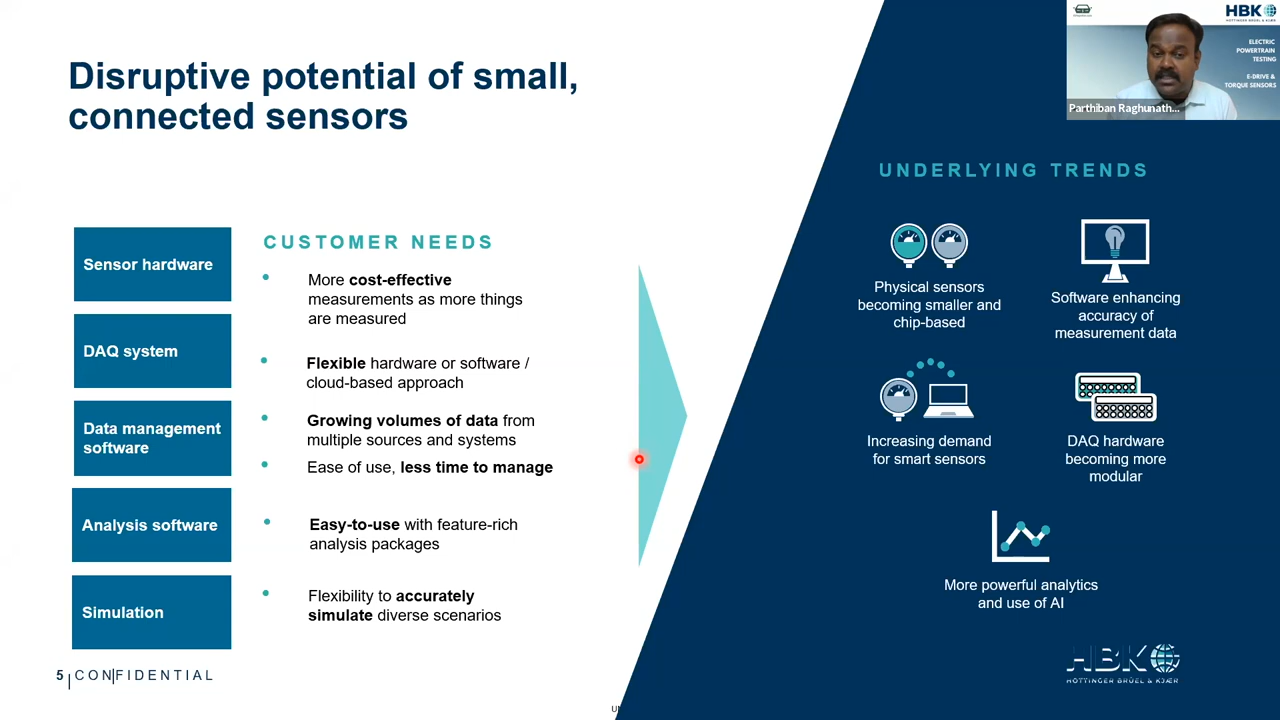 Disruptive potential of small,
connected sensors
Sensor hardware
DAQ system
Data management
software
Analysis software
Simulation
CUSTOMER NEEDS
• More cost-effective
measurements as more things
are measured
• Flexible hardware or software /
cloud-based approach
• Growing volumes of data from
multiple sources and systems
• Ease of use, less time to manage
• Easy-to-use with feature-rich
analysis packages
• Flexibility to accurately
simulate diverse scenarios
5 CONFIDENTIAL
UNDERLYING TRENDS
Physical sensors
becoming smaller and
chip-based
Software enhancing
accuracy of
measurement data
Increasing demand
for smart sensors
DAQ hardware
becoming more
modular
More powerful analytics
and use of AI
HBK
HOTTINGER BRÜEL & KJÆR
HBK
HOTTINGER BRÜEL & KJÆR
ELECTRIC
POWERTRAIN
TESTING
E-DRIVE &
TORQUE SENSORS
Parthiban Raghunath...